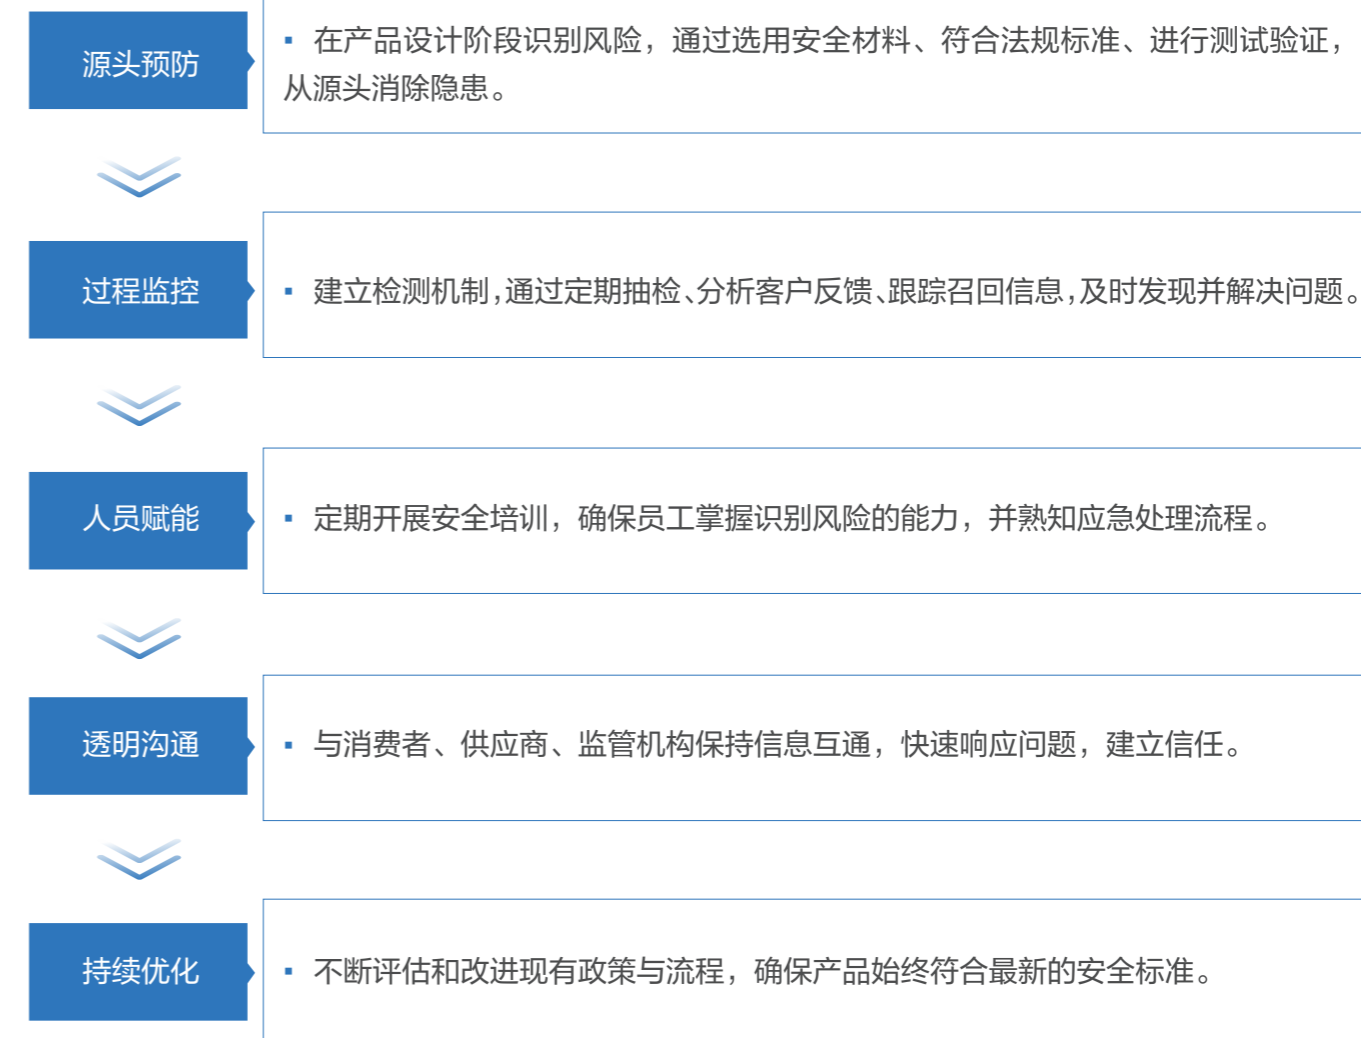 源头预防
▪ 在产品设计阶段识别风险，通过选用安全材料、符合法规标准、进行测试验证，
从源头消除隐患。
过程监控
▪ 建立检测机制，通过定期抽检、分析客户反馈、跟踪召回信息，及时发现并解决问题。
人员赋能
▪ 定期开展安全培训，确保员工掌握识别风险的能力，并熟知应急处理流程。
透明沟通
▪ 与消费者、供应商、监管机构保持信息互通，快速响应问题，建立信任。
持续优化
▪ 不断评估和改进现有政策与流程，确保产品始终符合最新的安全标准。